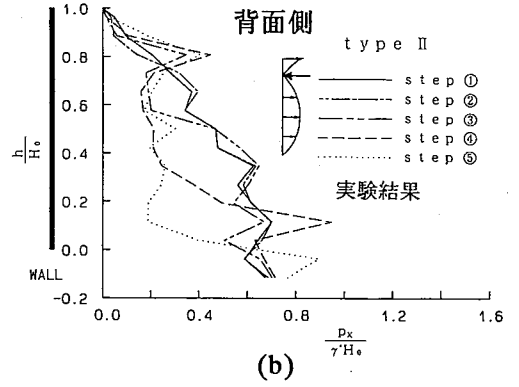 背面側
type Ⅱ
step ①
step ②
step ③
step ④
step ⑤
実験結果
1.0
0.8
0.6
0.4
0.2
0.0
-0.2
h
H₀
WALL
0.0 0.4 0.8 1.2 1.6
pₓ
γ'H₀
(b)